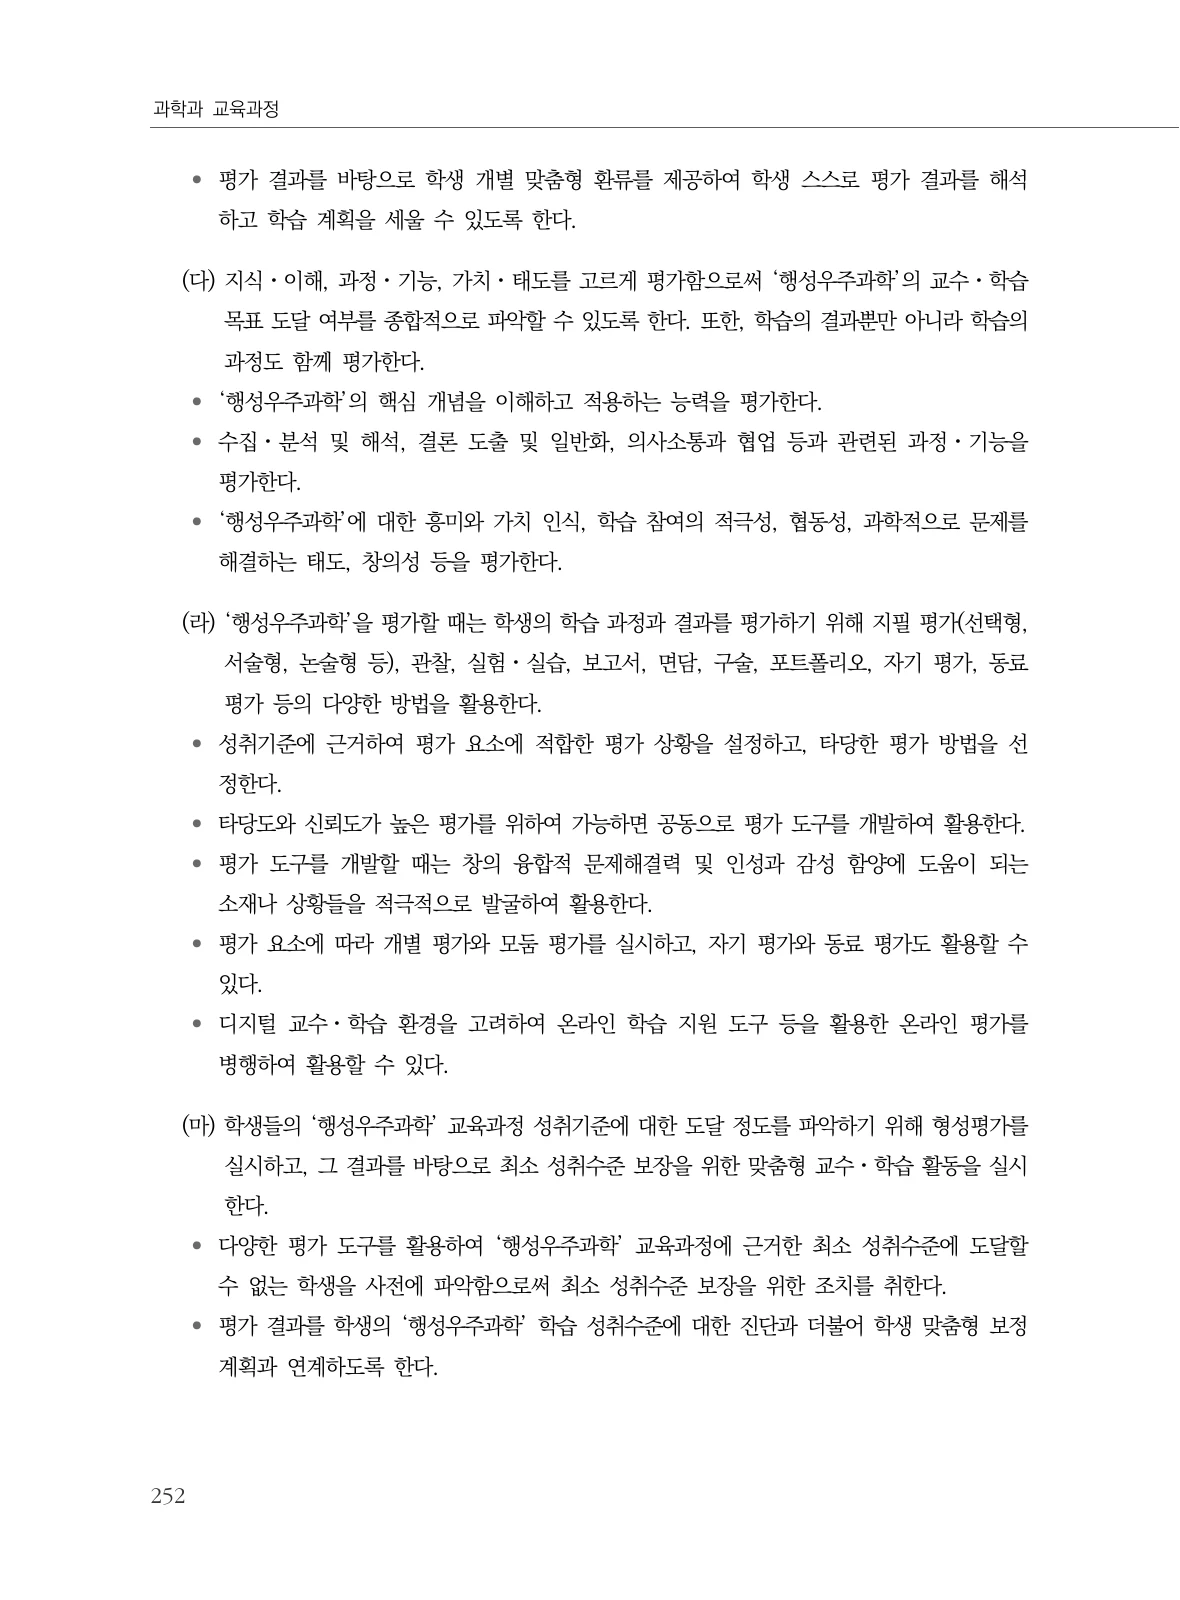 과학과 교육과정
• 평가 결과를 바탕으로 학생 개별 맞춤형 환류를 제공하여 학생 스스로 평가 결과를 해석
하고 학습 계획을 세울 수 있도록 한다.
(다) 지식･이해, 과정･기능, 가치･태도를 고르게 평가함으로써 ‘행성우주과학’의 교수･학습
목표 도달 여부를 종합적으로 파악할 수 있도록 한다. 또한, 학습의 결과뿐만 아니라 학습의
과정도 함께 평가한다.
• ‘행성우주과학’의 핵심 개념을 이해하고 적용하는 능력을 평가한다.
• 수집･분석 및 해석, 결론 도출 및 일반화, 의사소통과 협업 등과 관련된 과정･기능을
평가한다.
• ‘행성우주과학’에 대한 흥미와 가치 인식, 학습 참여의 적극성, 협동성, 과학적으로 문제를
해결하는 태도, 창의성 등을 평가한다.
(라) ‘행성우주과학’을 평가할 때는 학생의 학습 과정과 결과를 평가하기 위해 지필 평가(선택형,
서술형, 논술형 등), 관찰, 실험･실습, 보고서, 면담, 구술, 포트폴리오, 자기 평가, 동료
평가 등의 다양한 방법을 활용한다.
• 성취기준에 근거하여 평가 요소에 적합한 평가 상황을 설정하고, 타당한 평가 방법을 선
정한다.
• 타당도와 신뢰도가 높은 평가를 위하여 가능하면 공동으로 평가 도구를 개발하여 활용한다.
• 평가 도구를 개발할 때는 창의 융합적 문제해결력 및 인성과 감성 함양에 도움이 되는
소재나 상황들을 적극적으로 발굴하여 활용한다.
• 평가 요소에 따라 개별 평가와 모둠 평가를 실시하고, 자기 평가와 동료 평가도 활용할 수
있다.
• 디지털 교수･학습 환경을 고려하여 온라인 학습 지원 도구 등을 활용한 온라인 평가를
병행하여 활용할 수 있다.
(마) 학생들의 ‘행성우주과학’ 교육과정 성취기준에 대한 도달 정도를 파악하기 위해 형성평가를
실시하고, 그 결과를 바탕으로 최소 성취수준 보장을 위한 맞춤형 교수･학습 활동을 실시
한다.
• 다양한 평가 도구를 활용하여 ‘행성우주과학’ 교육과정에 근거한 최소 성취수준에 도달할
수 없는 학생을 사전에 파악함으로써 최소 성취수준 보장을 위한 조치를 취한다.
• 평가 결과를 학생의 ‘행성우주과학’ 학습 성취수준에 대한 진단과 더불어 학생 맞춤형 보정
계획과 연계하도록 한다.
252